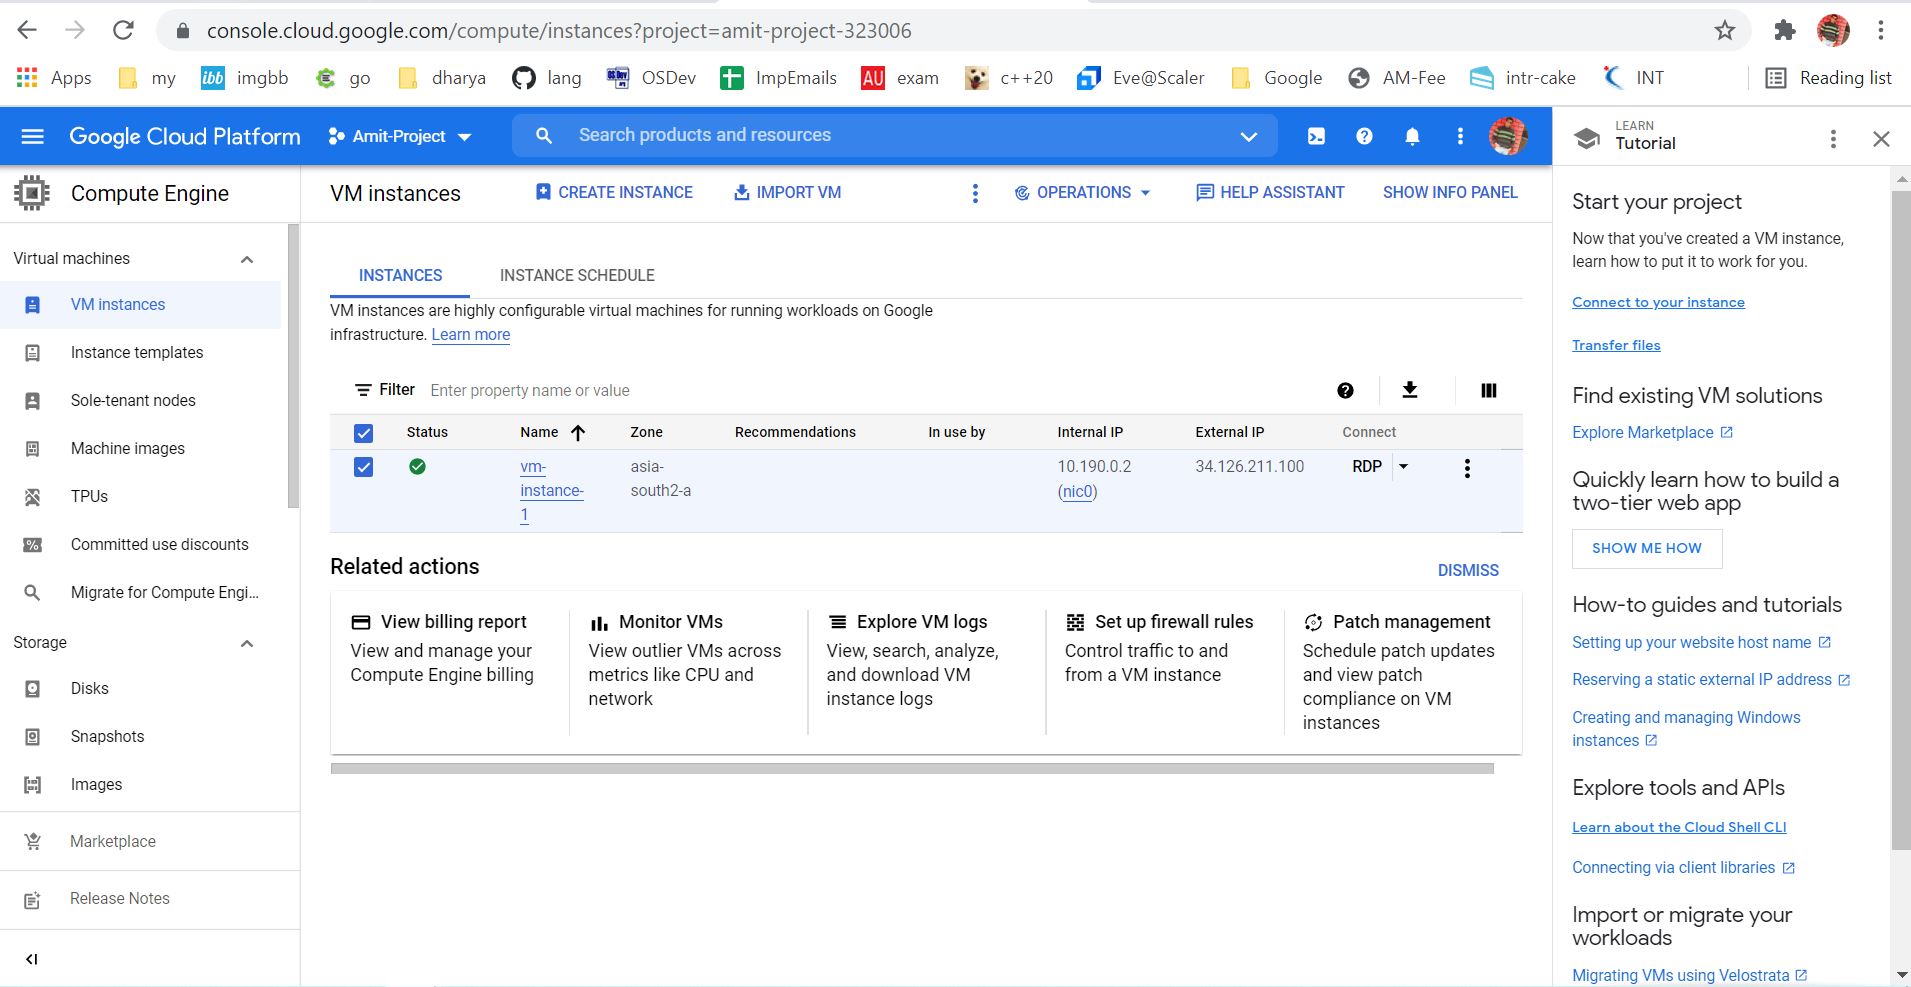 console.cloud.google.com/compute/instances?project=amit-project-323006
Apps my ibb imgbb go dharya lang OSDev ImpEmails AU exam c++20 Eve@Scaler Google AM-Fee intr-cake INT Reading list
Google Cloud Platform Amit-Project Search products and resources
LEARN
Tutorial
Compute Engine
Virtual machines
VM instances
Instance templates
Sole-tenant nodes
Machine images
TPUs
Committed use discounts
Migrate for Compute Engi...
Storage
Disks
Snapshots
Images
Marketplace
Release Notes
VM instances CREATE INSTANCE IMPORT VM OPERATIONS HELP ASSISTANT SHOW INFO PANEL
INSTANCES INSTANCE SCHEDULE
VM instances are highly configurable virtual machines for running workloads on Google
infrastructure. Learn more
Filter Enter property name or value
Status Name Zone Recommendations In use by Internal IP External IP Connect
vm- asia- 10.190.0.2 34.126.211.100 RDP
instance- south2-a (nic0)
1
Related actions DISMISS
View billing report
View and manage your
Compute Engine billing
Monitor VMs
View outlier VMs across
metrics like CPU and
network
Explore VM logs
View, search, analyze,
and download VM
instance logs
Set up firewall rules
Control traffic to and
from a VM instance
Patch management
Schedule patch updates
and view patch
compliance on VM
instances
Start your project
Now that you've created a VM instance,
learn how to put it to work for you.
Connect to your instance
Transfer files
Find existing VM solutions
Explore Marketplace
Quickly learn how to build a
two-tier web app
SHOW ME HOW
How-to guides and tutorials
Setting up your website host name
Reserving a static external IP address
Creating and managing Windows
instances
Explore tools and APIs
Learn about the Cloud Shell CLI
Connecting via client libraries
Import or migrate your
workloads
Migrating VMs using Velostrata